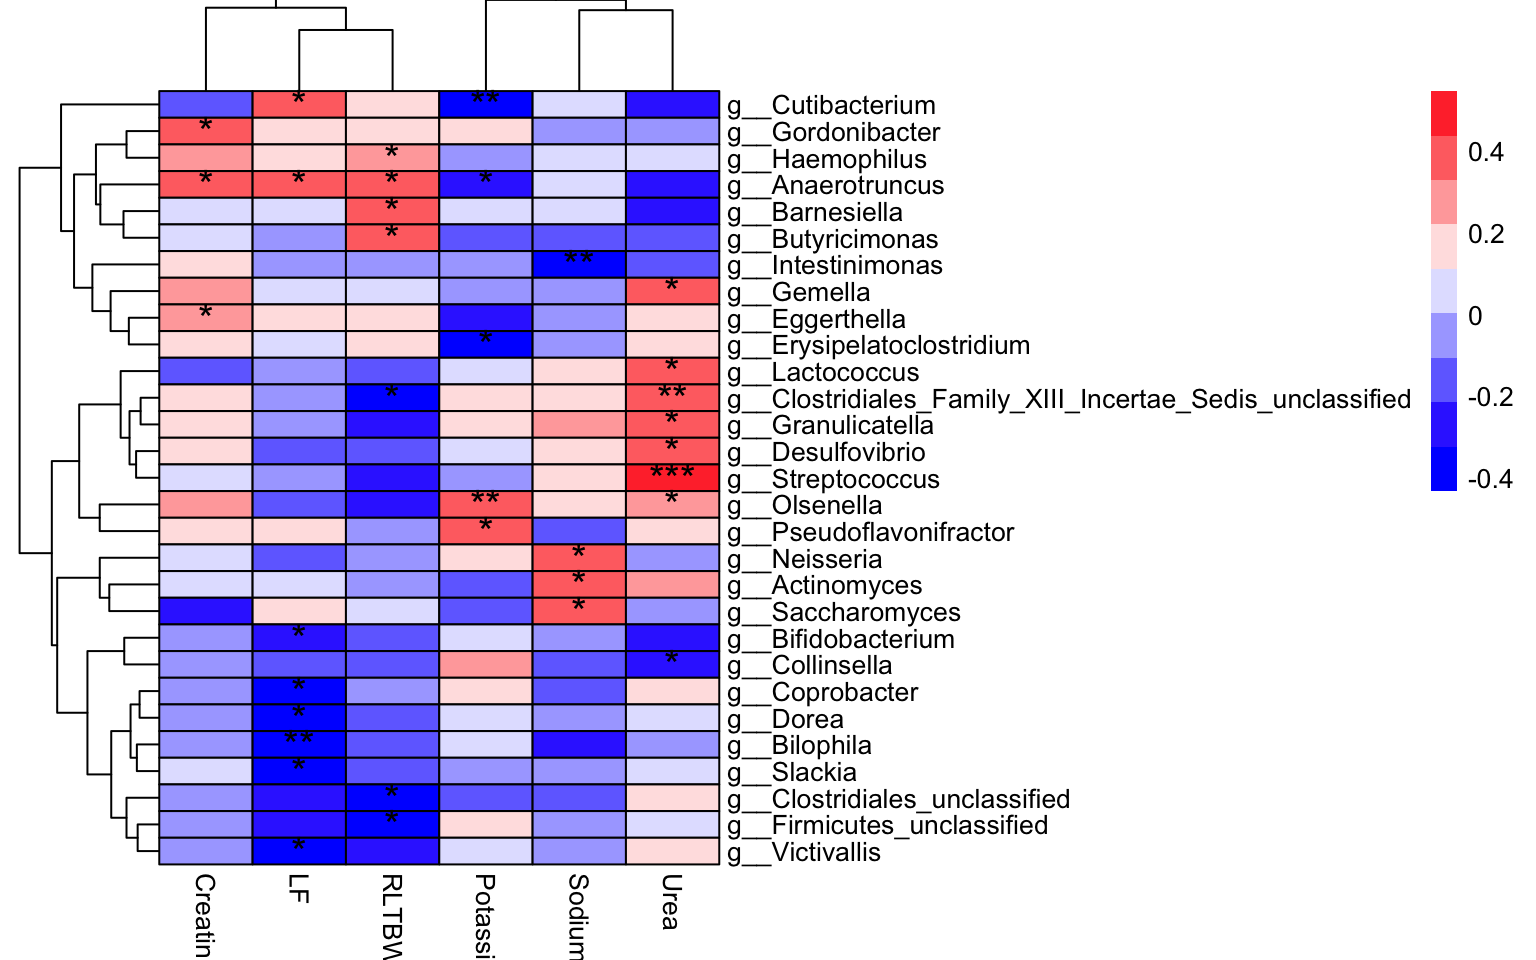 * ** g__Cutibacterium
* g__Gordonibacter
* g__Haemophilus
0.4
* * * * g__Anaerotruncus
* g__Barnesiella
* g__Butyricimonas
0.2
** g__Intestinimonas
* g__Gemella
* g__Eggerthella
0
* g__Erysipelatoclostridium
* g__Lactococcus
* ** g__Clostridiales_Family_XIII_Incertae_Sedis_unclassified
-0.2
* g__Granulicatella
* g__Desulfovibrio
*** g__Streptococcus
-0.4
** * g__Olsenella
* g__Pseudoflavonifractor
* g__Neisseria
* g__Actinomyces
* g__Saccharomyces
* g__Bifidobacterium
* g__Collinsella
* g__Coprobacter
* g__Dorea
** g__Bilophila
* g__Slackia
* g__Clostridiales_unclassified
* g__Firmicutes_unclassified
* g__Victivallis
Creatin
LF
RLTBW
Potassi
Sodium
Urea